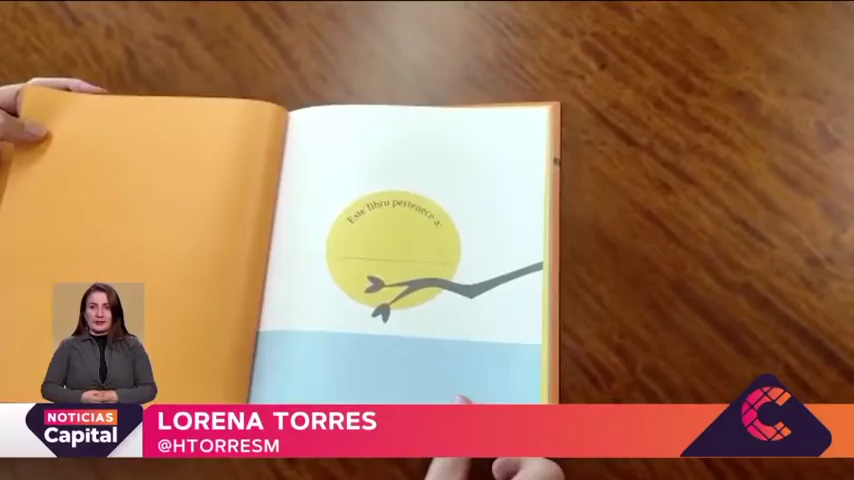 Este libro pertenece a:
NOTICIAS
Capital
LORENA TORRES
@HTORRESM